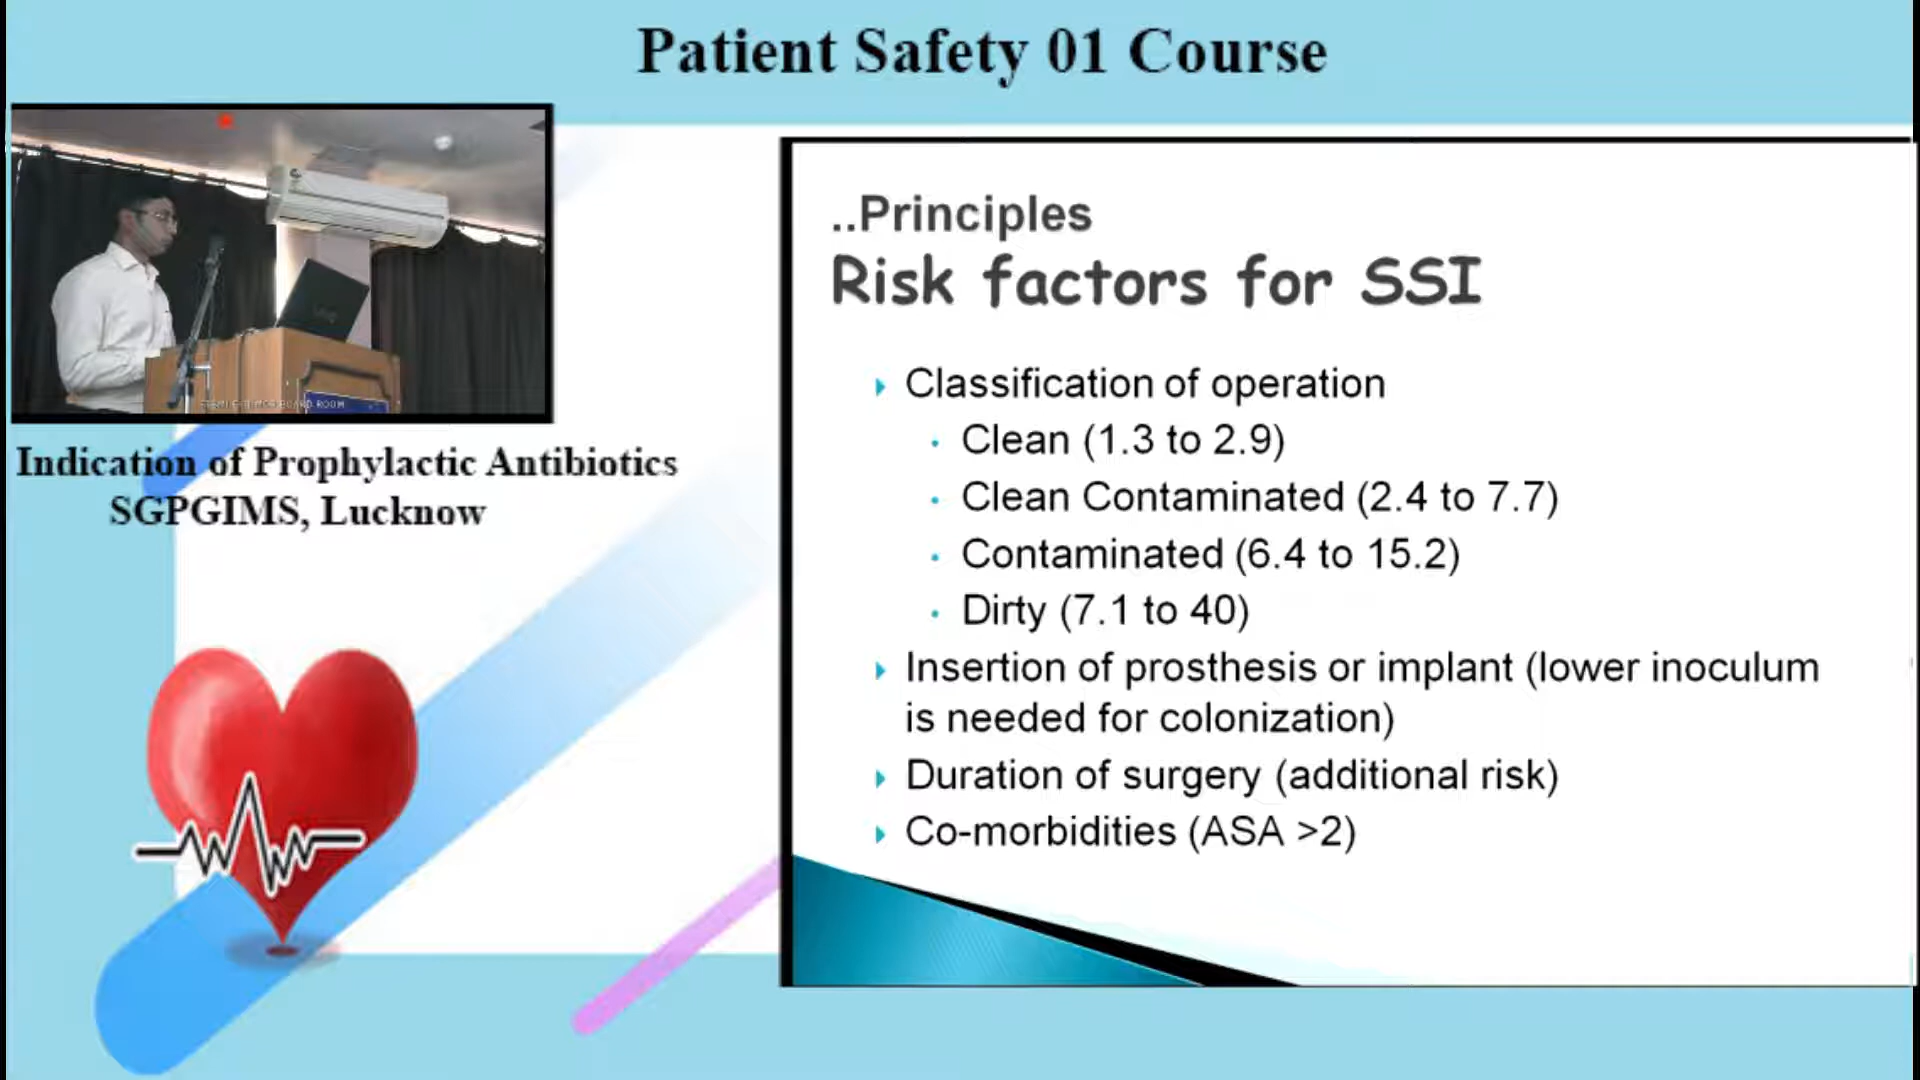 Patient Safety 01 Course
Indication of Prophylactic Antibiotics
SGPGIMS, Lucknow
..Principles
Risk factors for SSI
Classification of operation
Clean (1.3 to 2.9)
Clean Contaminated (2.4 to 7.7)
Contaminated (6.4 to 15.2)
Dirty (7.1 to 40)
Insertion of prosthesis or implant (lower inoculum
is needed for colonization)
Duration of surgery (additional risk)
Co-morbidities (ASA >2)